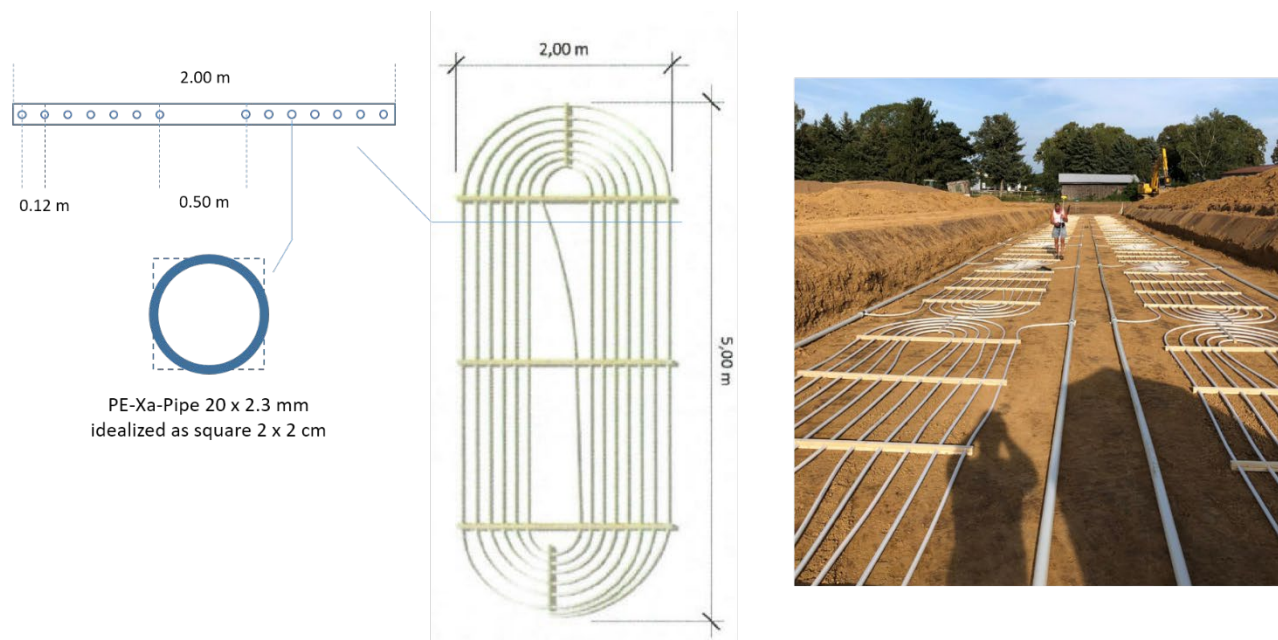 2.00 m
0.12 m
0.50 m
PE-Xa-Pipe 20 x 2.3 mm
idealized as square 2 x 2 cm
2,00 m
5,00 m